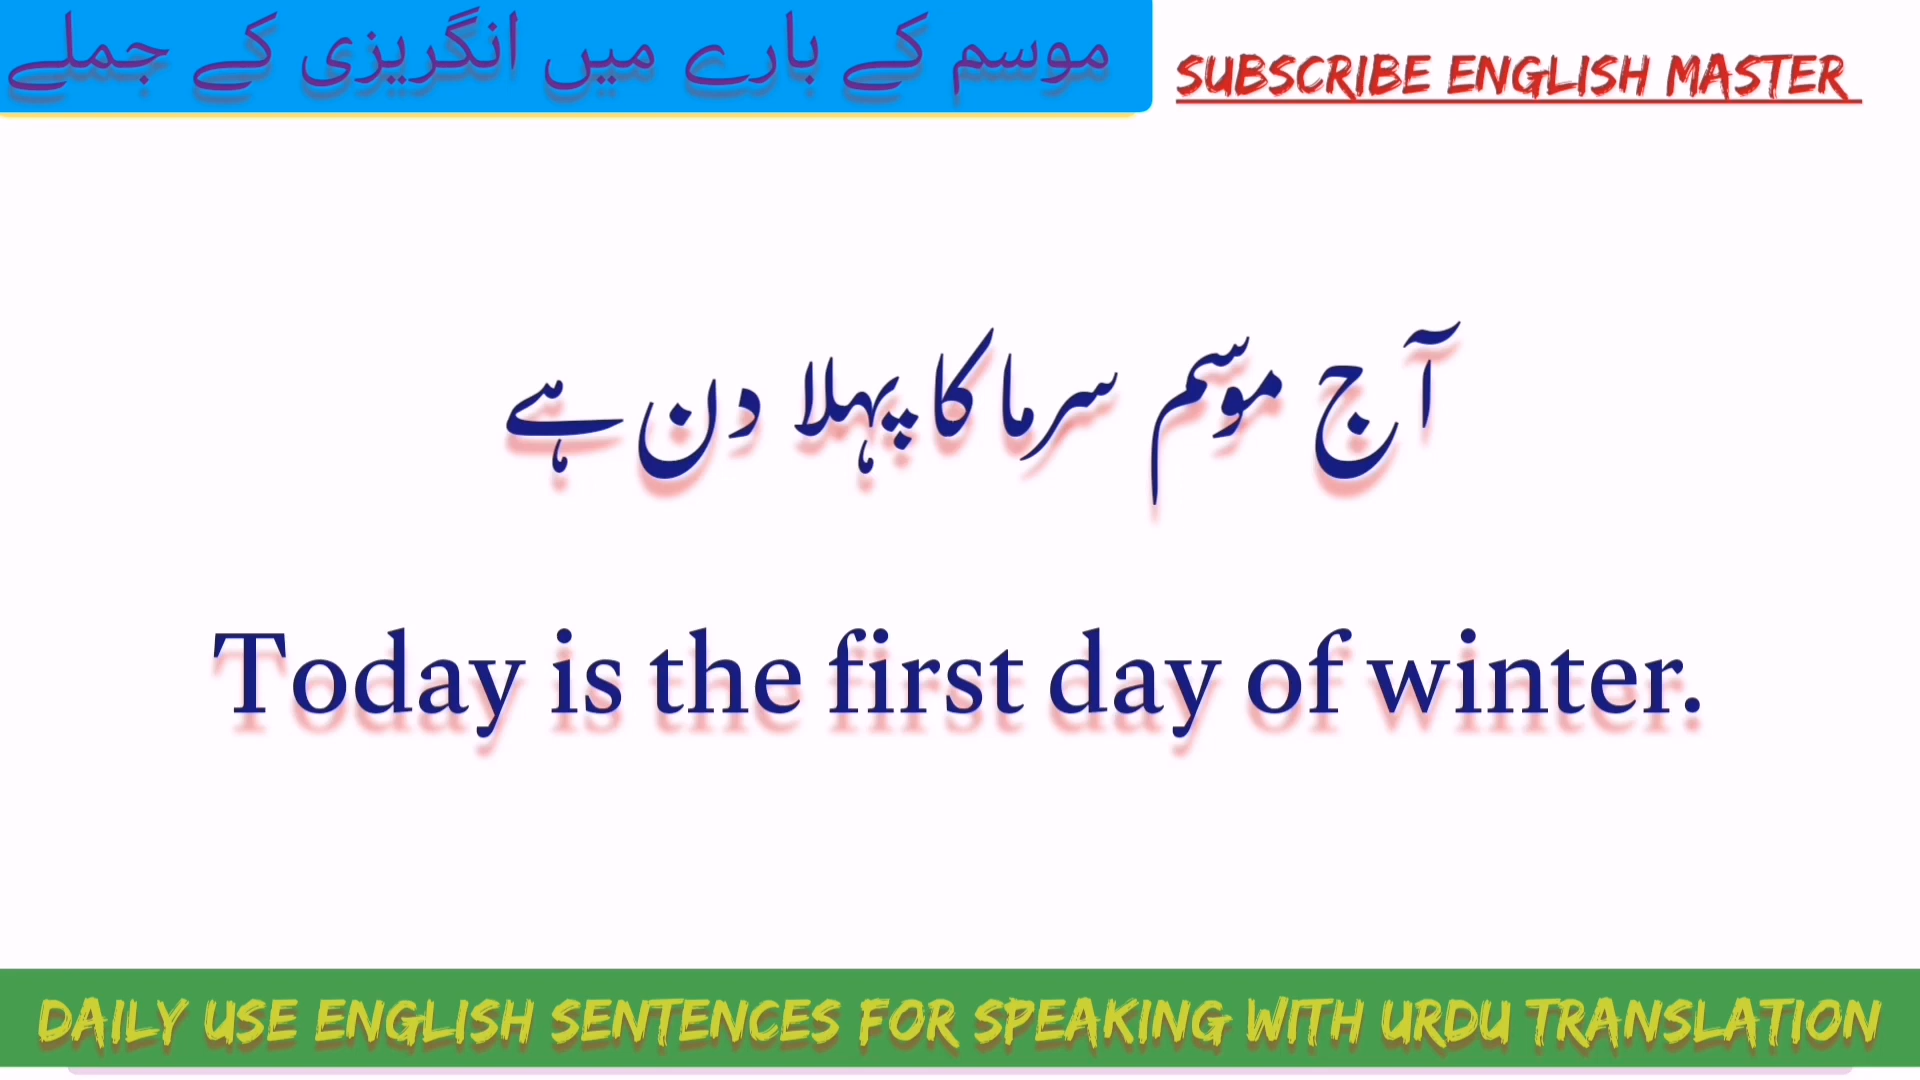 موسم کے بارے میں انگریزی کے جملے
SUBSCRIBE ENGLISH MASTER
آج موسم سرما کا پہلا دن ہے
Today is the first day of winter.
DAILY USE ENGLISH SENTENCES FOR SPEAKING WITH URDU TRANSLATION